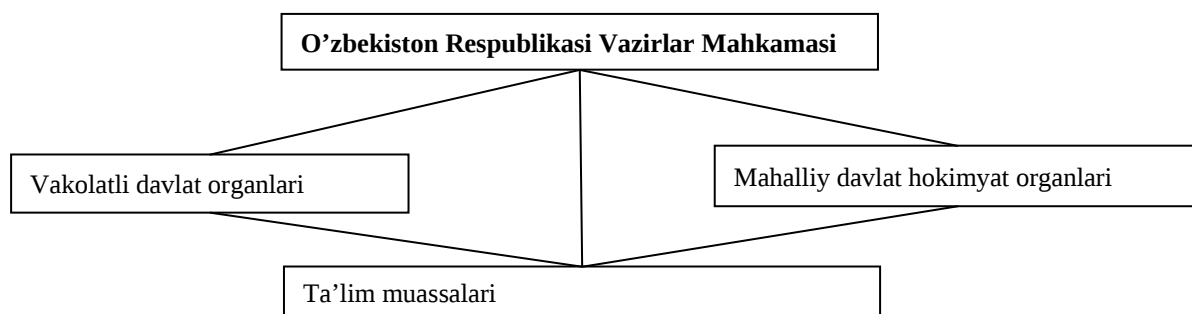 O’zbekiston Respublikasi Vazirlar Mahkamasi
Vakolatli davlat organlari
Mahalliy davlat hokimyat organlari
Ta’lim muassalari